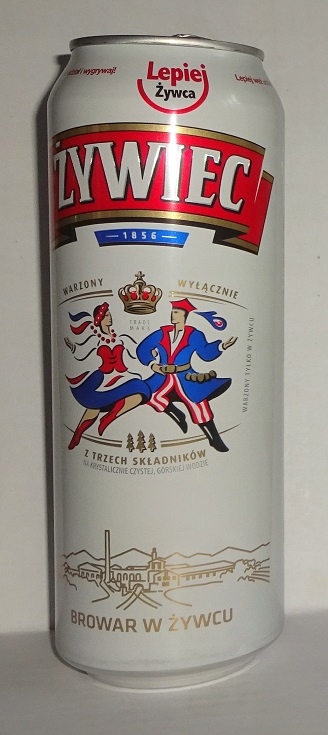 i wygrywaj!
Lepiej
Żywca
Lepiej
ŻYWIEC
1856
WARZONY WYŁĄCZNIE
TRADE
MARK
WARZONY TYLKO W ŻYWCU
Z TRZECH SKŁADNIKÓW
NA KRYSTALICZNIE CZYSTEJ, GÓRSKIEJ WODZIE
BROWAR W ŻYWCU